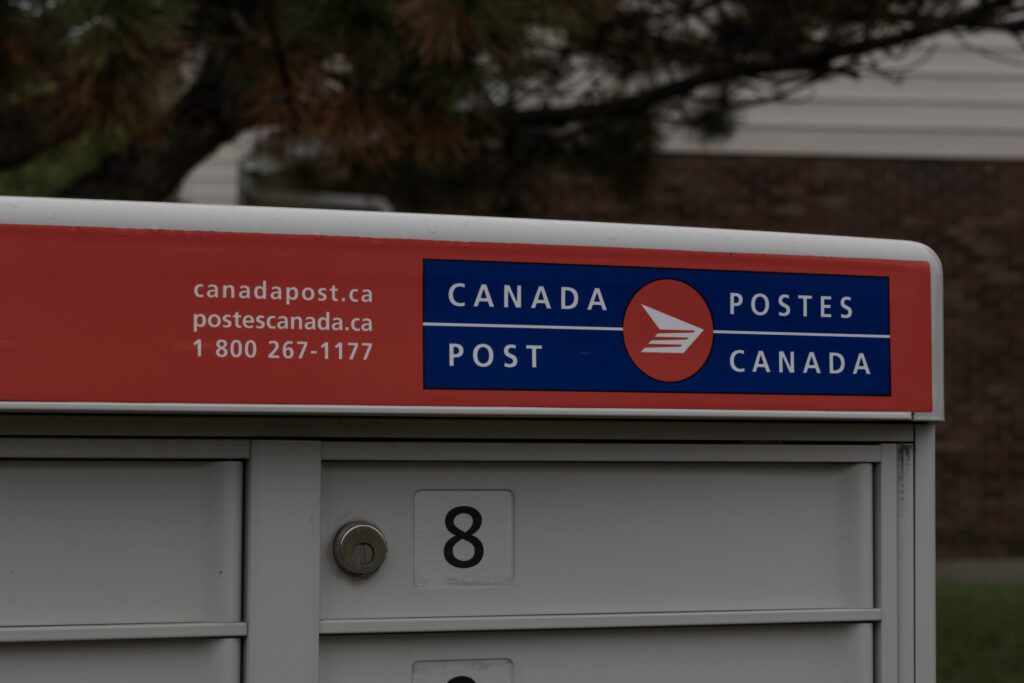 canadapost.ca
postescanada.ca
1 800 267-1177
CANADA
POST
POSTES
CANADA
8